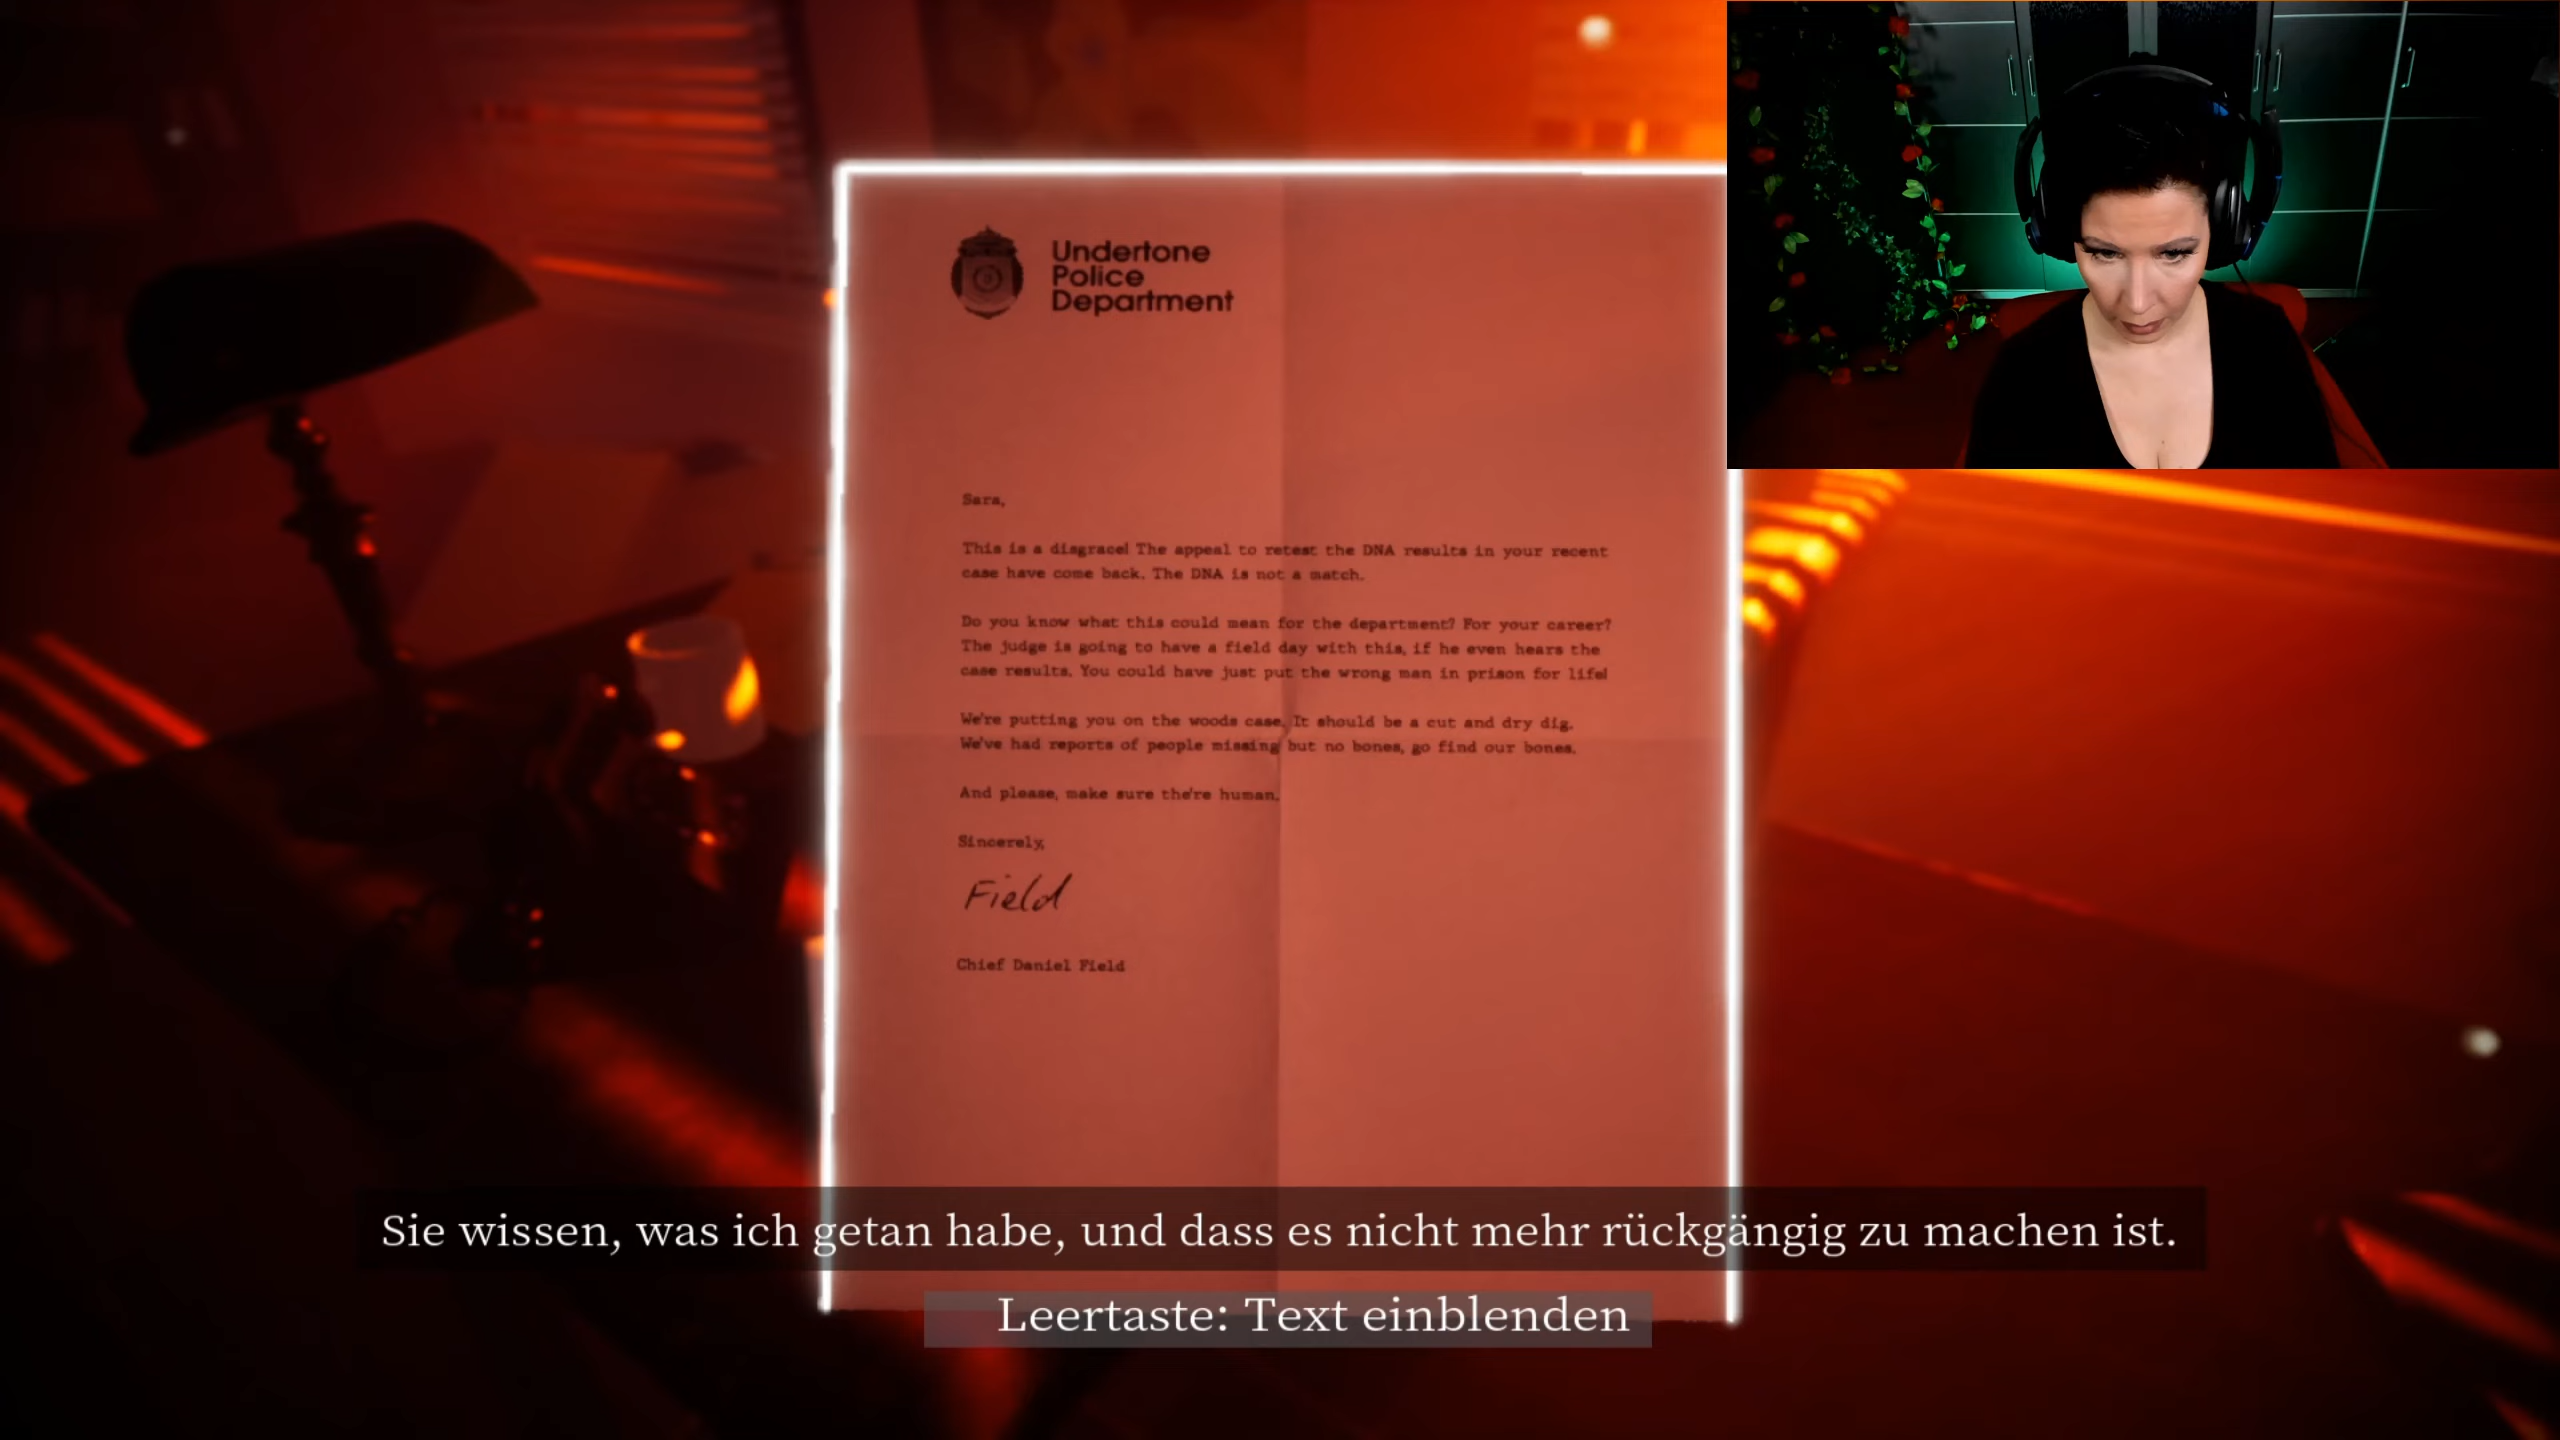 Undertone
Police
Department
Sara,
This is a disgrace! The appeal to retest the DNA results in your recent
case have come back. The DNA is not a match.
Do you know what this could mean for the department? For your career?
The judge is going to have a field day with this, if he even hears the
case results. You could have just put the wrong man in prison for life!
We're putting you on the woods case. It should be a cut and dry dig.
We've had reports of people missing but no bones, go find our bones.
And please, make sure the're human.
Sincerely,
Field
Chief Daniel Field
Sie wissen, was ich getan habe, und dass es nicht mehr rückgängig zu machen ist.
Leertaste: Text einblenden